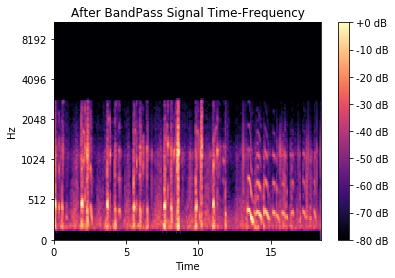 After BandPass Signal Time-Frequency
Hz
8192
4096
2048
1024
512
0
0
5
10
15
Time
+0 dB
-10 dB
-20 dB
-30 dB
-40 dB
-50 dB
-60 dB
-70 dB
-80 dB